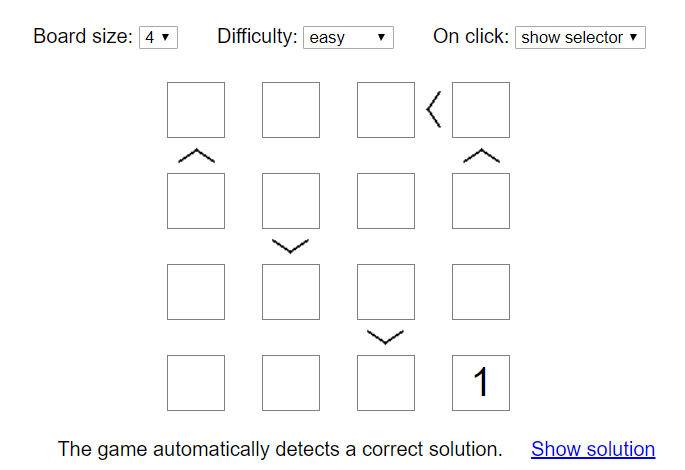 Board size: 4 Difficulty: easy On click: show selector
1
The game automatically detects a correct solution. Show solution